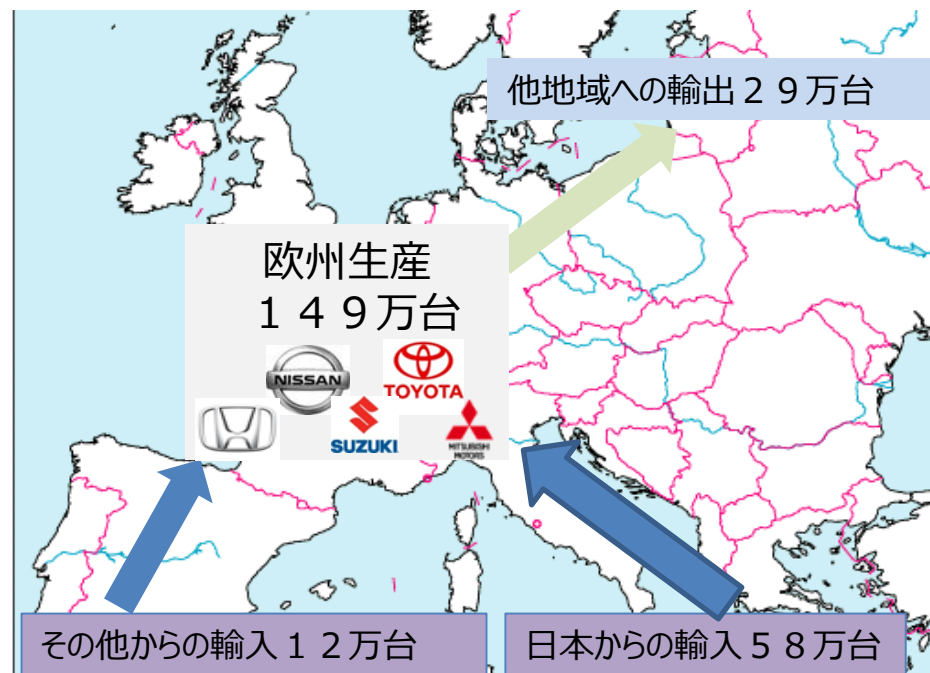 他地域への輸出２９万台
欧州生産
１４９万台
NISSAN
TOYOTA
SUZUKI
MITSUBISHI
MOTORS
その他からの輸入１２万台
日本からの輸入５８万台